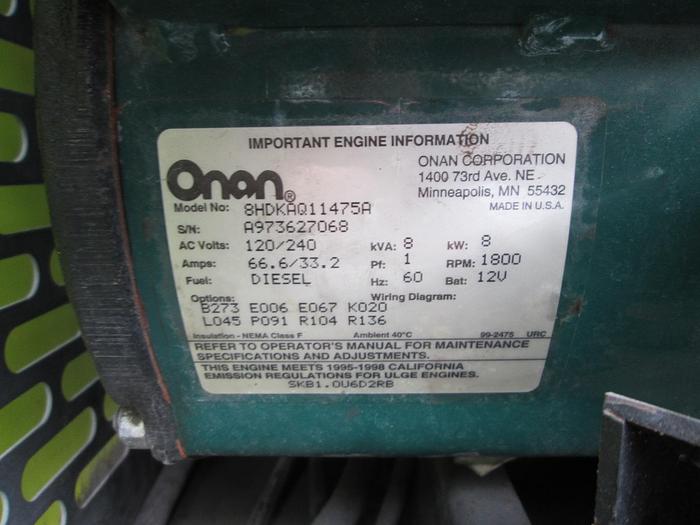 IMPORTANT ENGINE INFORMATION
Onan®
ONAN CORPORATION
1400 73rd Ave. NE.
Minneapolis, MN 55432
MADE IN U.S.A.
Model No: 8HDKAQ11475A
S/N: A973627068
AC Volts: 120/240 kVA: 8 kW: 8
Amps: 66.6/33.2 Pf: 1 RPM: 1800
Fuel: DIESEL Hz: 60 Bat: 12V
Options: Wiring Diagram:
B273 E006 E067 K020
L045 P091 R104 R136
Insulation - NEMA Class F Ambient 40°C 99-2475 URC
REFER TO OPERATOR'S MANUAL FOR MAINTENANCE
SPECIFICATIONS AND ADJUSTMENTS.
THIS ENGINE MEETS 1995-1998 CALIFORNIA
EMISSION REGULATIONS FOR ULGE ENGINES.
SKB1.0U6D2RB